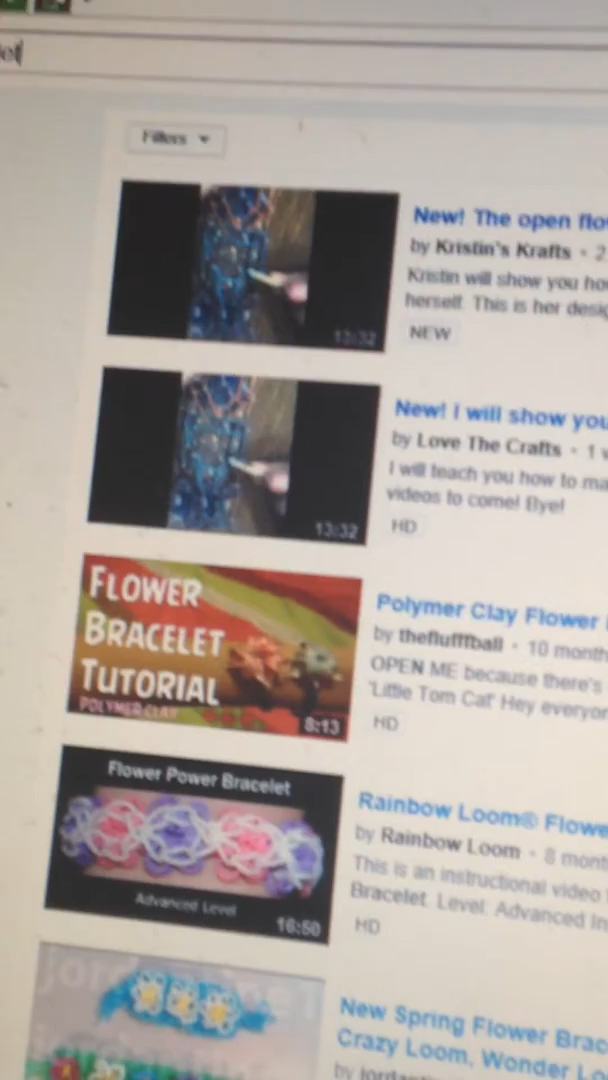 Filters
New! The open flo
by Kristin's Krafts • 2
Kristin will show you ho
herself. This is her desig
NEW
13:32
New! I will show you
by Love The Crafts • 1 w
I will teach you how to ma
videos to come! Bye!
HD
13:32
FLOWER
BRACELET
TUTORIAL
POLYMER CLAY
8:13
Polymer Clay Flower
by theflufffball • 10 month
OPEN ME because there's
'Little Tom Cat' Hey everyon
HD
Flower Power Bracelet
Advanced Level
16:50
Rainbow Loom® Flowe
by Rainbow Loom • 8 mont
This is an instructional video
Bracelet. Level: Advanced In
HD
New Spring Flower Brac
Crazy Loom, Wonder Lo
by